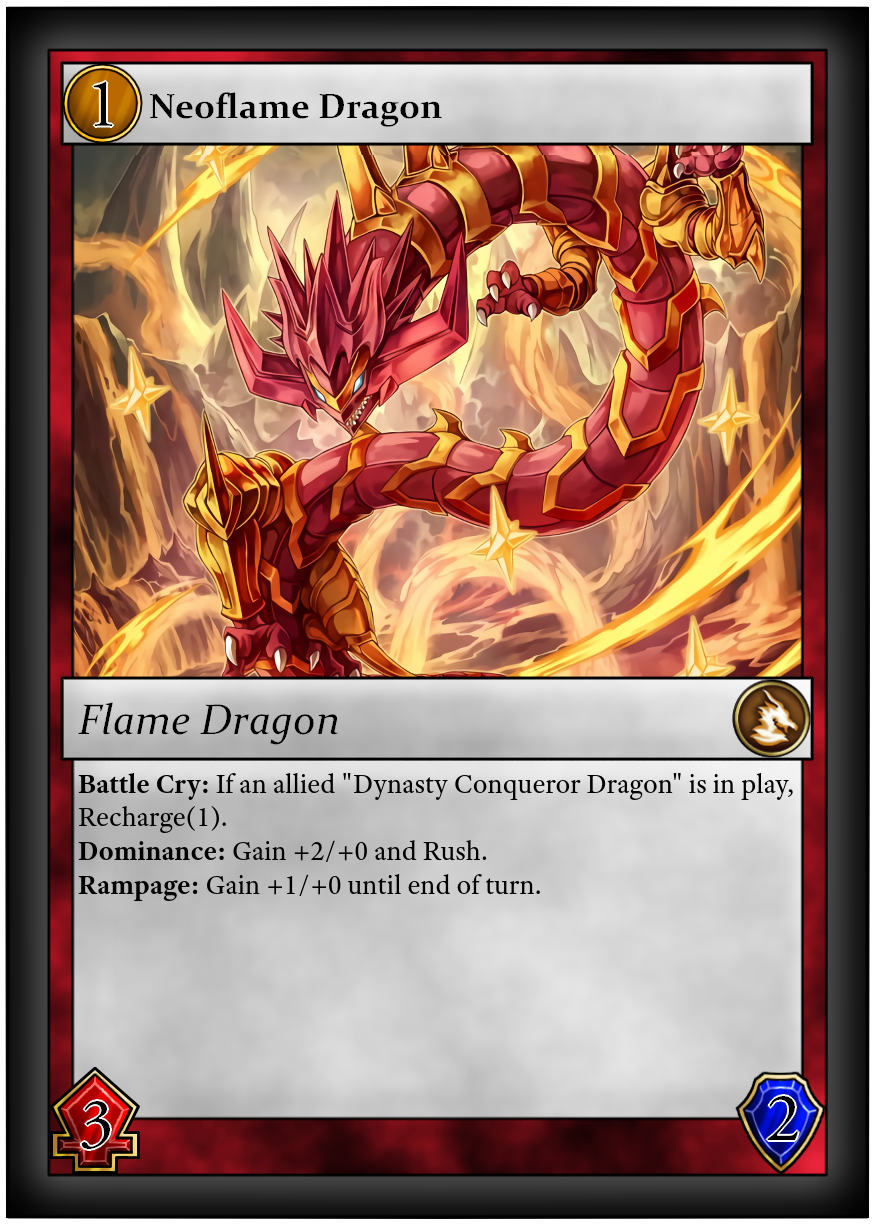 1
Neoflame Dragon
Flame Dragon
Battle Cry: If an allied "Dynasty Conqueror Dragon" is in play,
Recharge(1).
Dominance: Gain +2/+0 and Rush.
Rampage: Gain +1/+0 until end of turn.
3
2